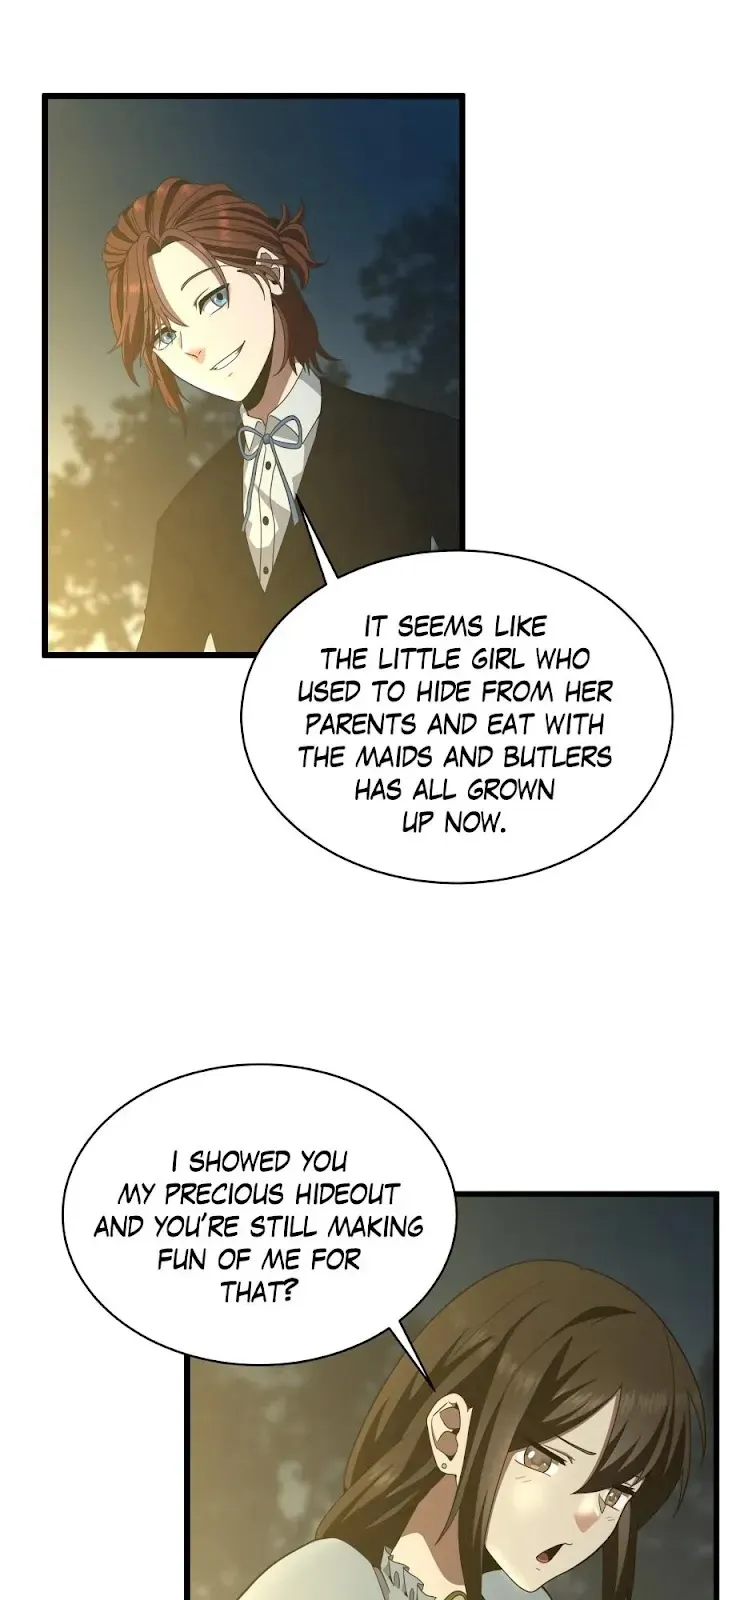 IT SEEMS LIKE
THE LITTLE GIRL WHO
USED TO HIDE FROM HER
PARENTS AND EAT WITH
THE MAIDS AND BUTLERS
HAS ALL GROWN
UP NOW.
I SHOWED YOU
MY PRECIOUS HIDEOUT
AND YOU'RE STILL MAKING
FUN OF ME FOR
THAT?